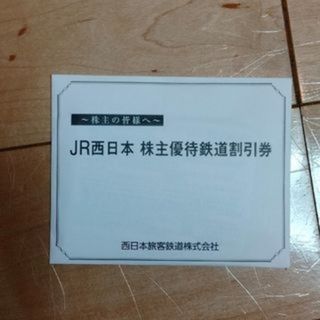 ～株主の皆様へ～
JR西日本 株主優待鉄道割引券
西日本旅客鉄道株式会社